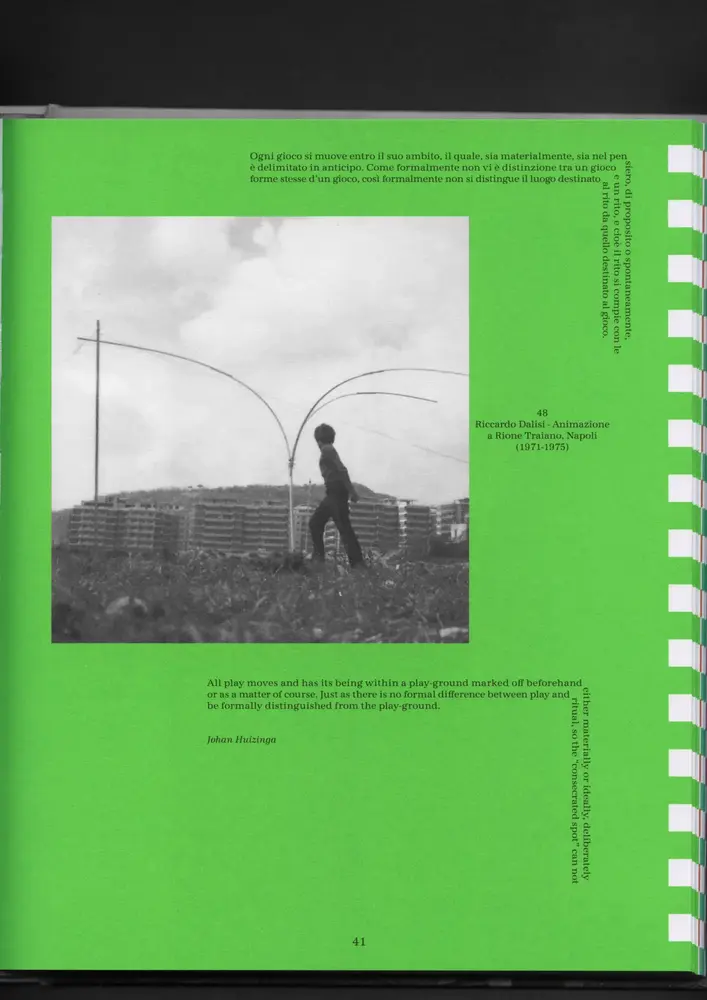 Ogni gioco si muove entro il suo ambito, il quale, sia materialmente, sia nel pen
siero, di proposito o spontaneamente,
è delimitato in anticipo. Come formalmente non vi è distinzione tra un gioco
e un rito, e cioè il rito si compie con le
forme stesse d'un gioco, così formalmente non si distingue il luogo destinato
al rito da quello destinato al gioco.
48
Riccardo Dalisi - Animazione
a Rione Traiano, Napoli
(1971-1975)
All play moves and has its being within a play-ground marked off beforehand
either materially or ideally, deliberately
or as a matter of course. Just as there is no formal difference between play and
ritual, so the "consecrated spot" can not
be formally distinguished from the play-ground.
Johan Huizinga
41